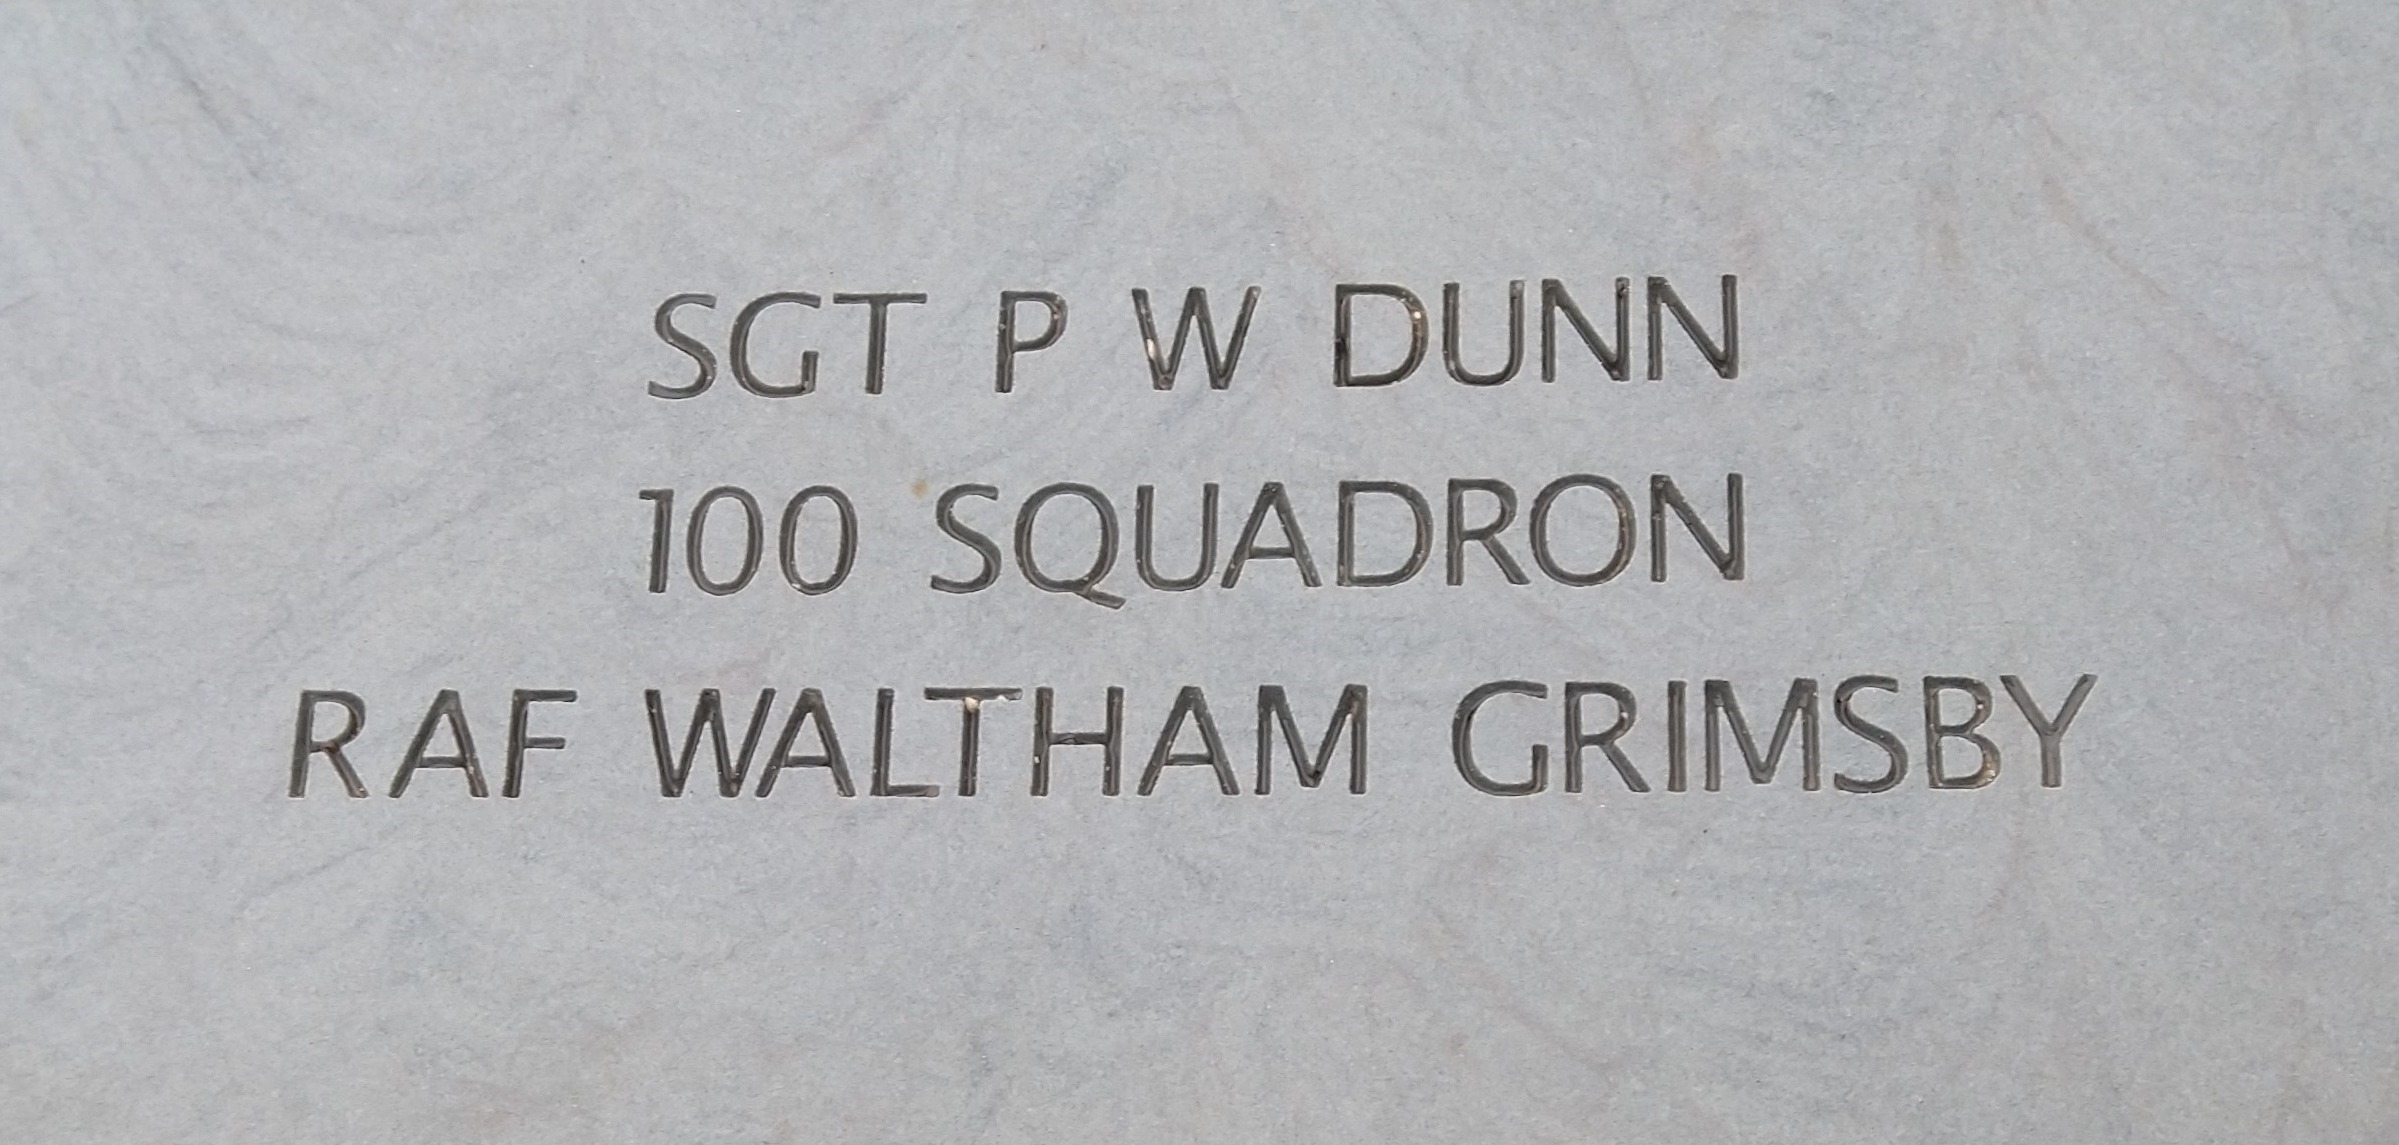 SGT P W DUNN
100 SQUADRON
RAF WALTHAM GRIMSBY